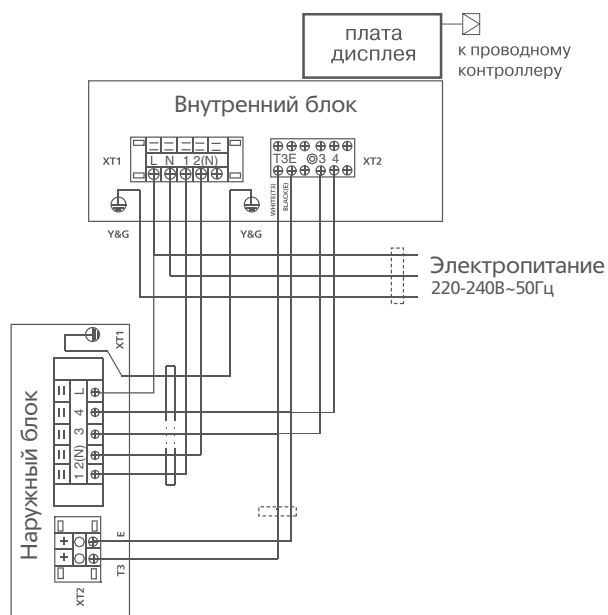 плата
дисплея
к проводному
контроллеру
Внутренний блок
XT1
L N 1 2(N)
T3E 3 4
XT2
WHITE(T3)
BLACK(E)
Y&G
Y&G
Электропитание
220-240В~50Гц
Наружный блок
XT1
L
4
3
2(N)
1
E
T3
XT2